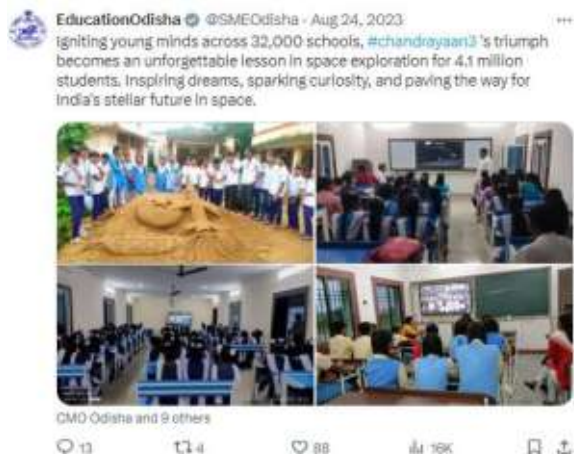 EducationOdisha @SMEOdisha · Aug 24, 2023
Igniting young minds across 32,000 schools, #chandrayaan3 's triumph
becomes an unforgettable lesson in space exploration for 4.1 million
students. Inspiring dreams, sparking curiosity, and paving the way for
India's stellar future in space.
CMO Odisha and 9 others
13 4 88 16K